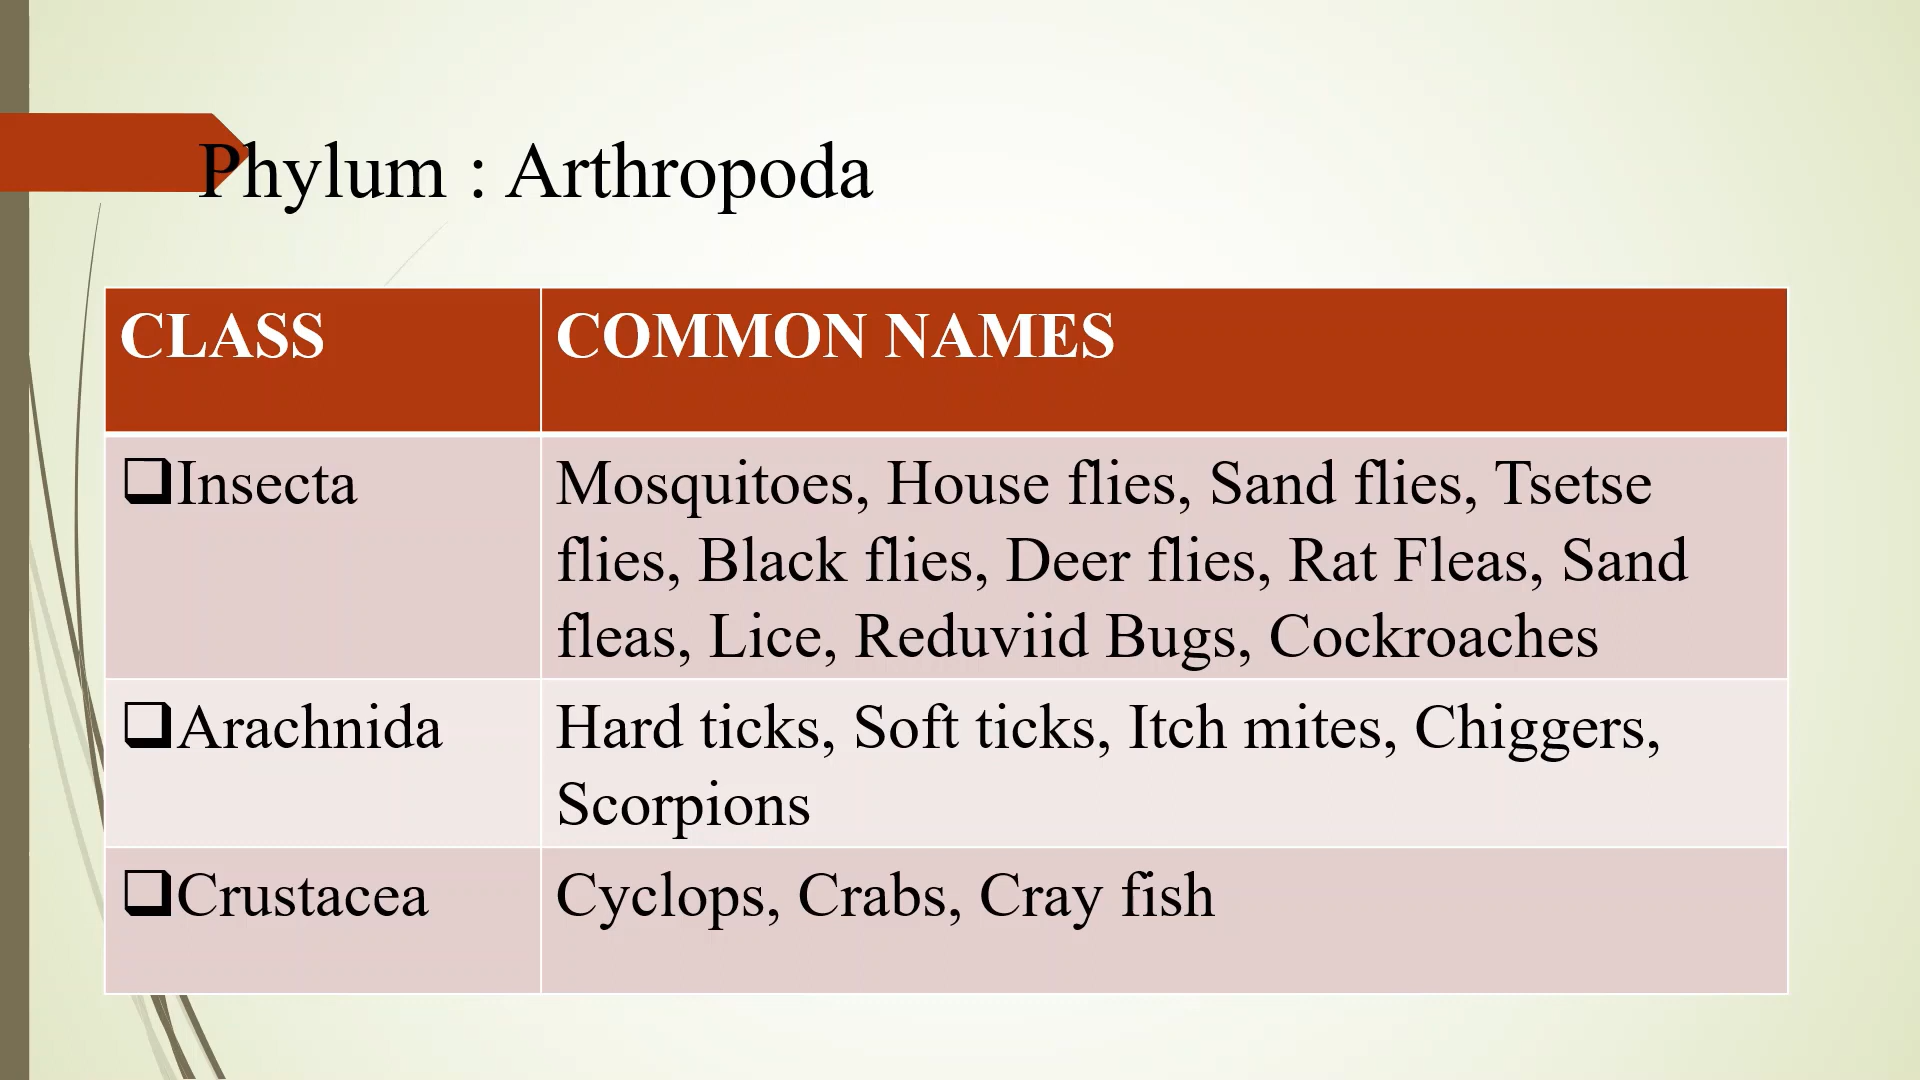 Phylum : Arthropoda
CLASS
COMMON NAMES
❑Insecta
Mosquitoes, House flies, Sand flies, Tsetse
flies, Black flies, Deer flies, Rat Fleas, Sand
fleas, Lice, Reduviid Bugs, Cockroaches
❑Arachnida
Hard ticks, Soft ticks, Itch mites, Chiggers,
Scorpions
❑Crustacea
Cyclops, Crabs, Cray fish